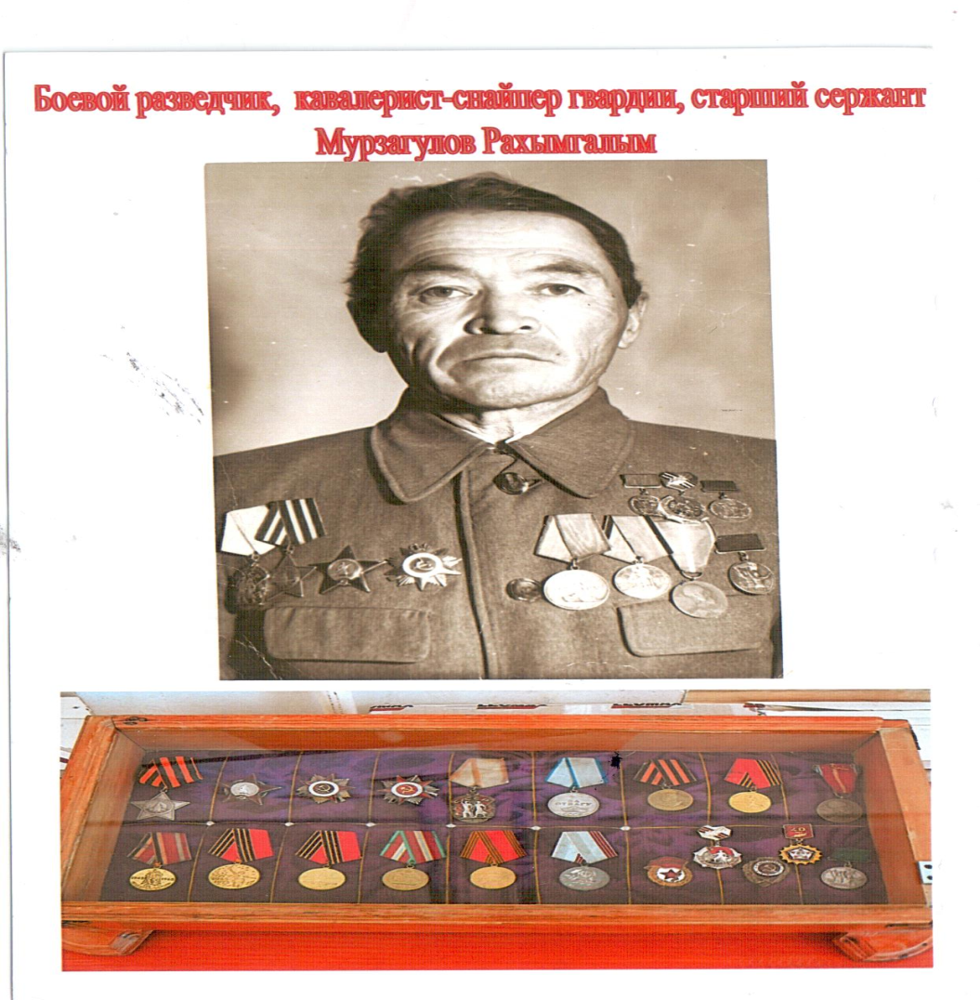 Боевой разведчик, кавалерист-снайпер гвардии, старший сержант
Мурзагулов Рахымгалым